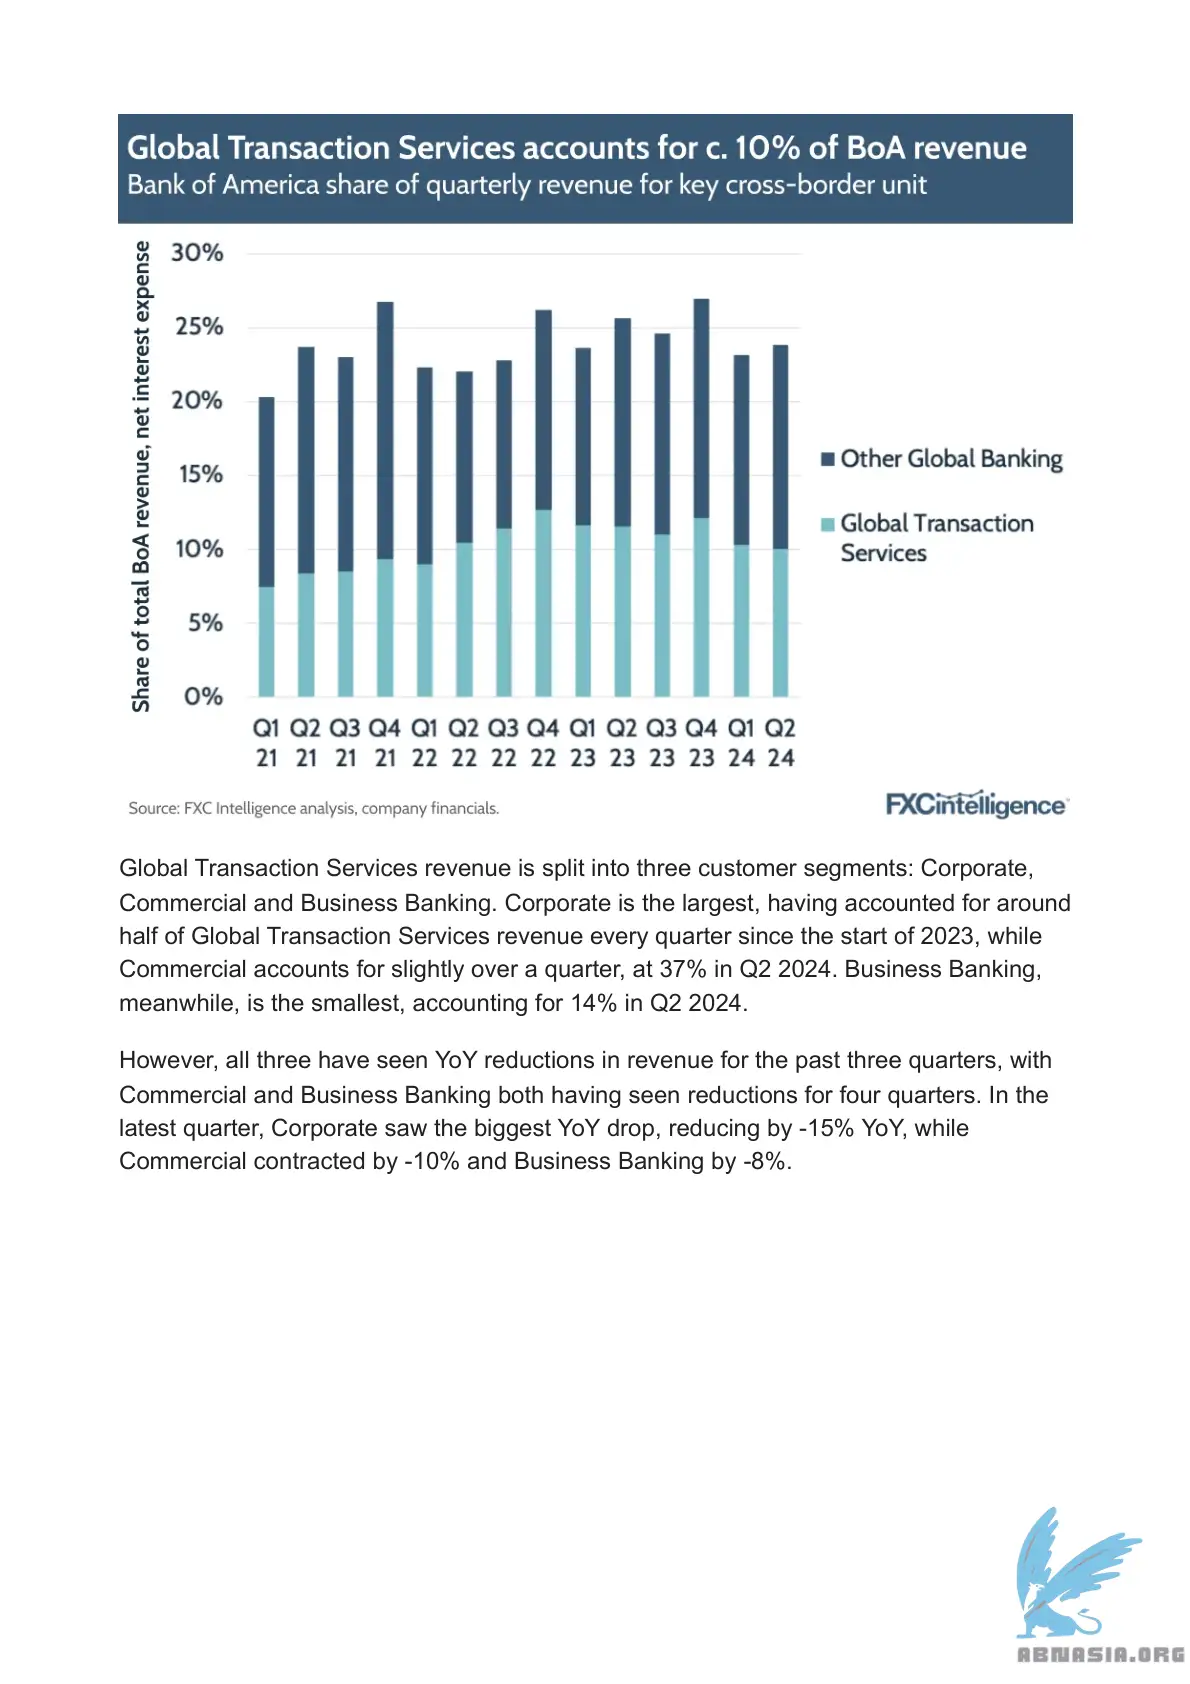 Global Transaction Services accounts for c. 10% of BoA revenue
Bank of America share of quarterly revenue for key cross-border unit
Share of total BoA revenue, net interest expense
30%
25%
20%
15%
10%
5%
0%
Q1 Q2 Q3 Q4 Q1 Q2 Q3 Q4 Q1 Q2 Q3 Q4 Q1 Q2
21 21 21 21 22 22 22 22 23 23 23 23 24 24
Other Global Banking
Global Transaction
Services
Source: FXC Intelligence analysis, company financials.
FXCintelligence
Global Transaction Services revenue is split into three customer segments: Corporate,
Commercial and Business Banking. Corporate is the largest, having accounted for around
half of Global Transaction Services revenue every quarter since the start of 2023, while
Commercial accounts for slightly over a quarter, at 37% in Q2 2024. Business Banking,
meanwhile, is the smallest, accounting for 14% in Q2 2024.
However, all three have seen YoY reductions in revenue for the past three quarters, with
Commercial and Business Banking both having seen reductions for four quarters. In the
latest quarter, Corporate saw the biggest YoY drop, reducing by -15% YoY, while
Commercial contracted by -10% and Business Banking by -8%.
ABNASIA.ORG